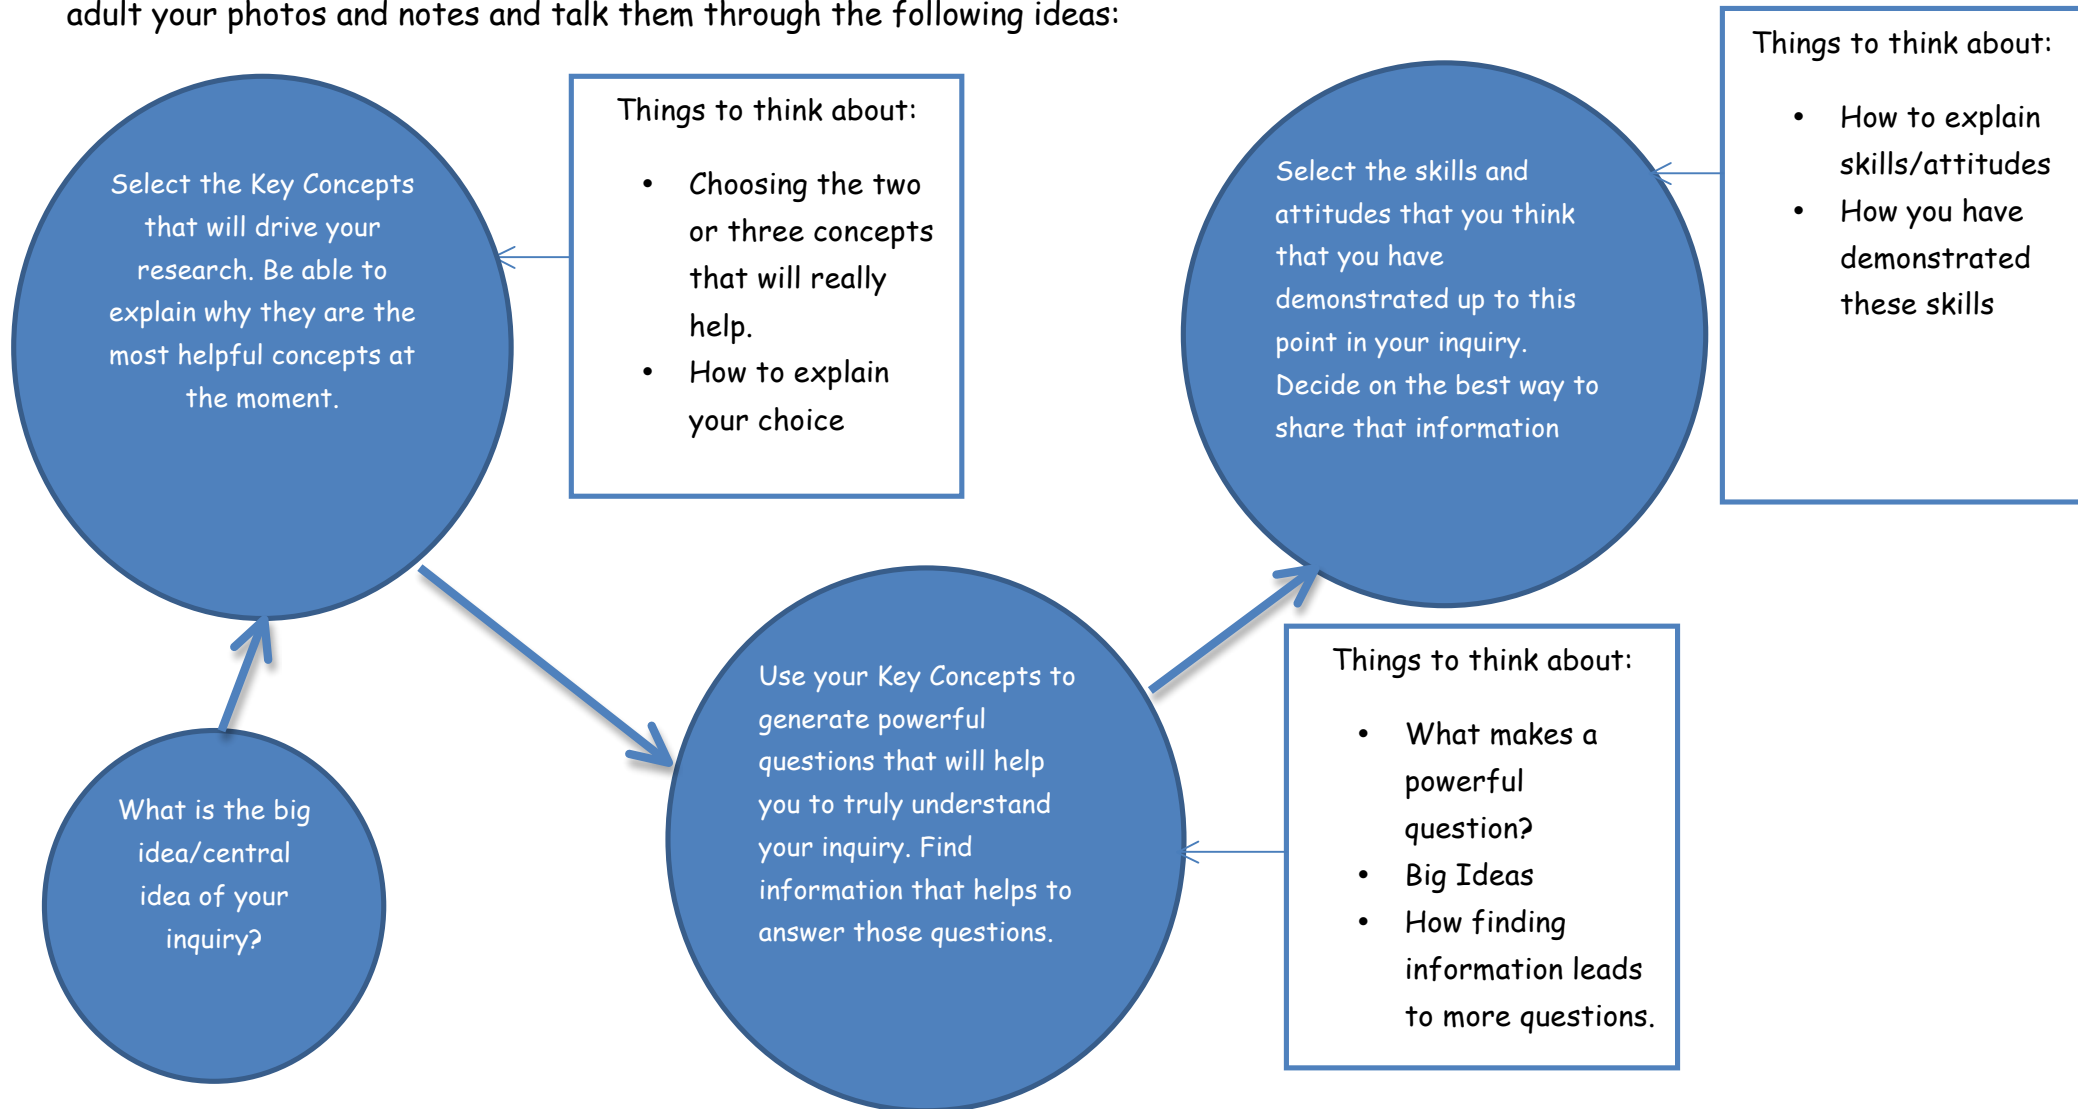 adult your photos and notes and talk them through the following ideas:
What is the big
idea/central
idea of your
inquiry?
Select the Key Concepts
that will drive your
research. Be able to
explain why they are the
most helpful concepts at
the moment.
Things to think about:
• Choosing the two
or three concepts
that will really
help.
• How to explain
your choice
Use your Key Concepts to
generate powerful
questions that will help
you to truly understand
your inquiry. Find
information that helps to
answer those questions.
Things to think about:
• What makes a
powerful
question?
• Big Ideas
• How finding
information leads
to more questions.
Select the skills and
attitudes that you think
that you have
demonstrated up to this
point in your inquiry.
Decide on the best way to
share that information
Things to think about:
• How to explain
skills/attitudes
• How you have
demonstrated
these skills